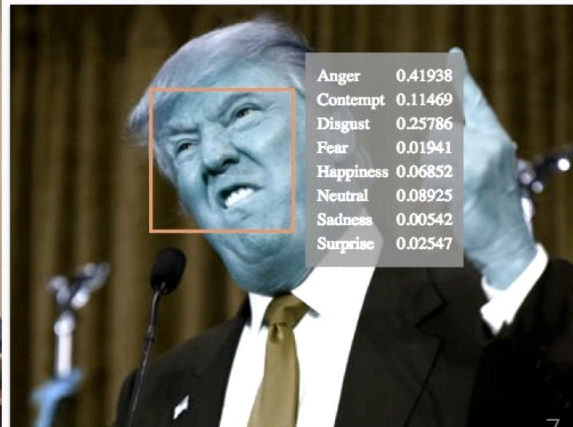 Anger 0.41938
Contempt 0.11469
Disgust 0.25786
Fear 0.01941
Happiness 0.06852
Neutral 0.08925
Sadness 0.00542
Surprise 0.02547
7